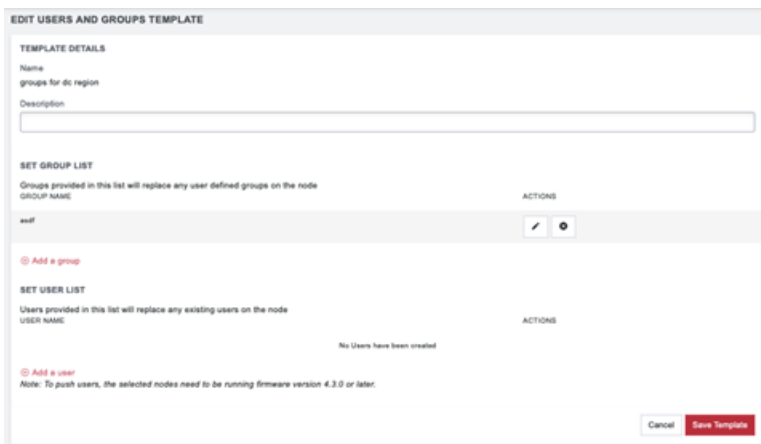 EDIT USERS AND GROUPS TEMPLATE
TEMPLATE DETAILS
Name
groups for dc region
Description
SET GROUP LIST
Groups provided in this list will replace any user defined groups on the node
GROUP NAME ACTIONS
asdf
Add a group
SET USER LIST
Users provided in this list will replace any existing users on the node
USER NAME ACTIONS
No Users have been created
Add a user
Note: To push users, the selected nodes need to be running firmware version 4.3.0 or later.
Cancel Save Template